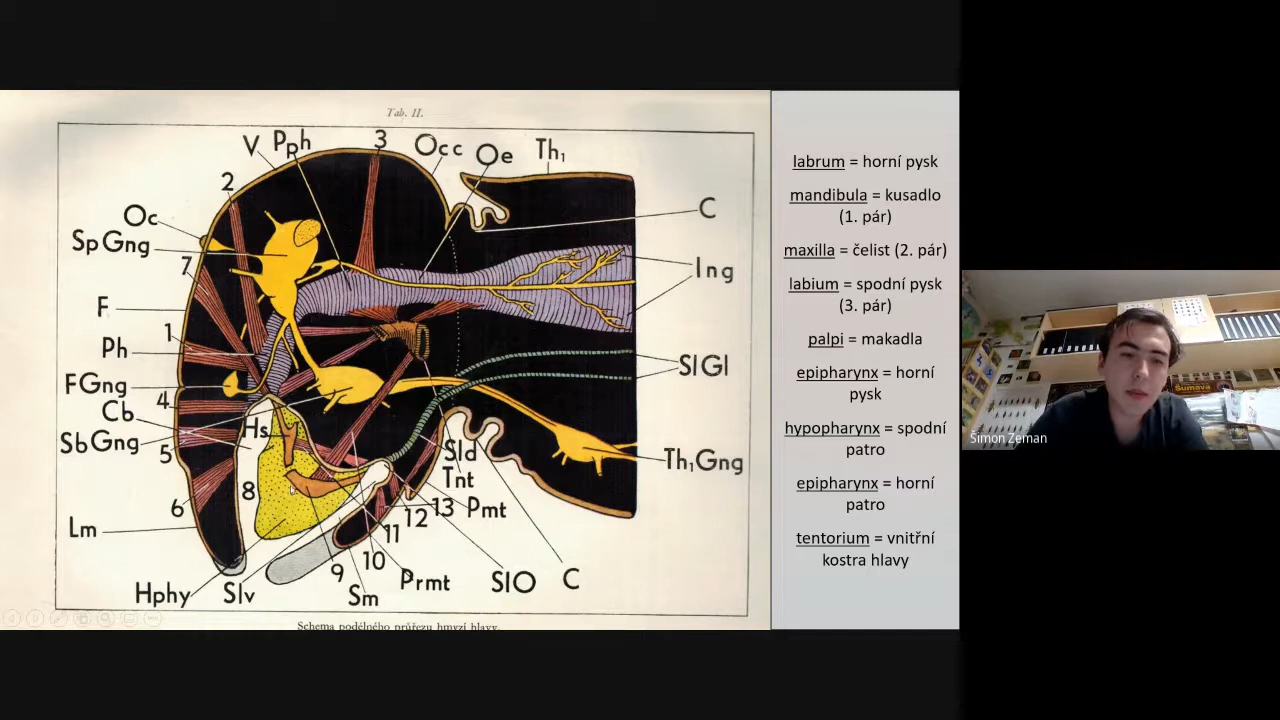 Tab. II.
V Pph 3 Occ Oe Th₁
2
Oc
C
SpGng
7
Ing
F
1
Ph
SlGl
FGng
4
Cb
Hs
SbGng
5
Sld
Th₁Gng
Tnt
8
6
13 Pmt
12
Lm
11
10
9
Prmt
SlO C
Hphy Slv
Sm
Schema podélného průřezu hmyzí hlavy.
labrum = horní pysk
mandibula = kusadlo
(1. pár)
maxilla = čelist (2. pár)
labium = spodní pysk
(3. pár)
palpi = makadla
epipharynx = horní
pysk
hypopharynx = spodní
patro
epipharynx = horní
patro
tentorium = vnitřní
kostra hlavy
Šumava
Šimon Zeman